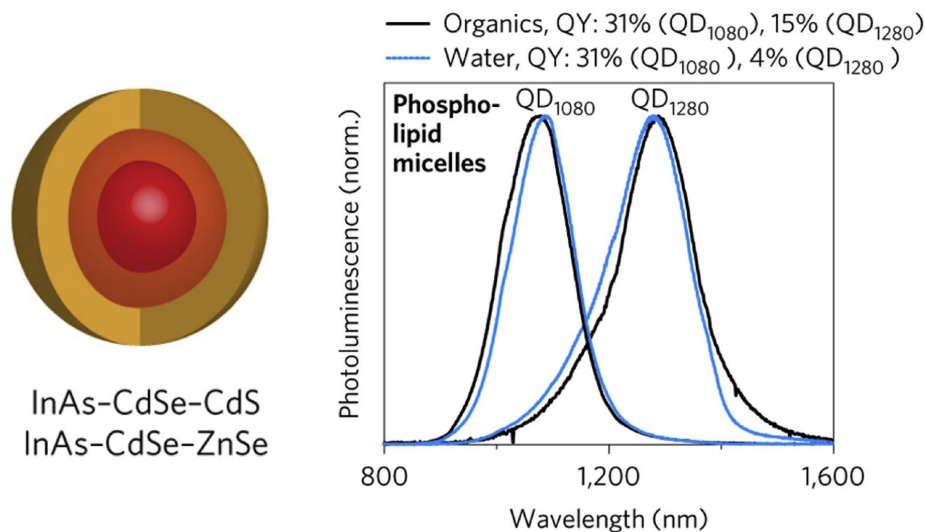 Organics, QY: 31% (QD₁₀₈₀), 15% (QD₁₂₈₀)
Water, QY: 31% (QD₁₀₈₀ ), 4% (QD₁₂₈₀ )
Phospho-
lipid
micelles
QD₁₀₈₀
QD₁₂₈₀
Photoluminescence (norm.)
800
1,200
1,600
Wavelength (nm)
InAs–CdSe–CdS
InAs–CdSe–ZnSe